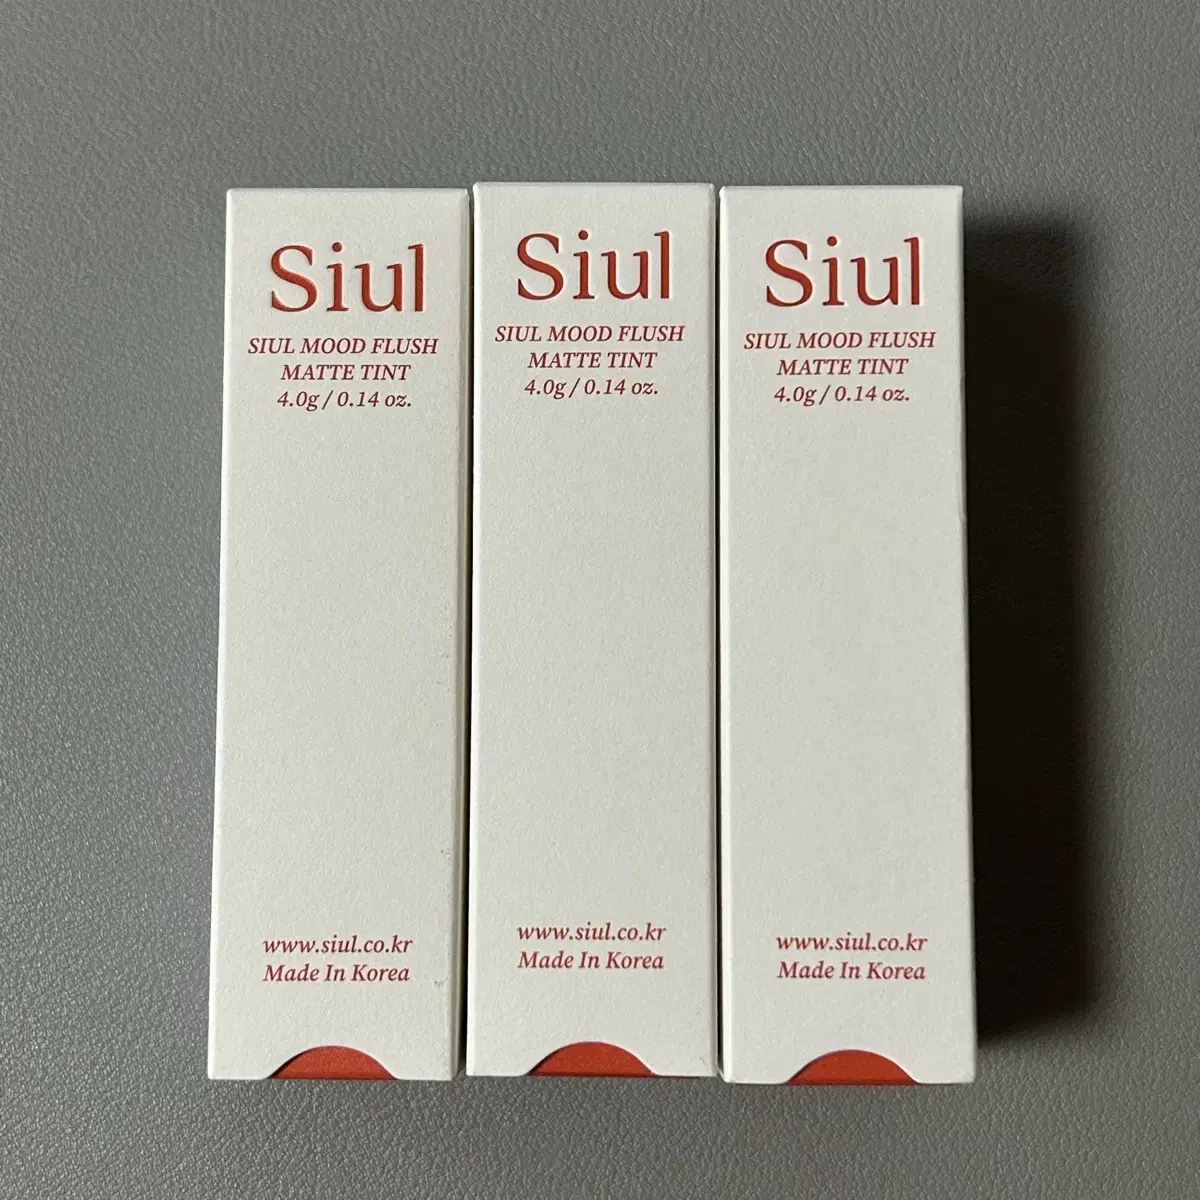 Siul
SIUL MOOD FLUSH
MATTE TINT
4.0g / 0.14 oz.
www.siul.co.kr
Made In Korea
Siul
SIUL MOOD FLUSH
MATTE TINT
4.0g / 0.14 oz.
www.siul.co.kr
Made In Korea
Siul
SIUL MOOD FLUSH
MATTE TINT
4.0g / 0.14 oz.
www.siul.co.kr
Made In Korea